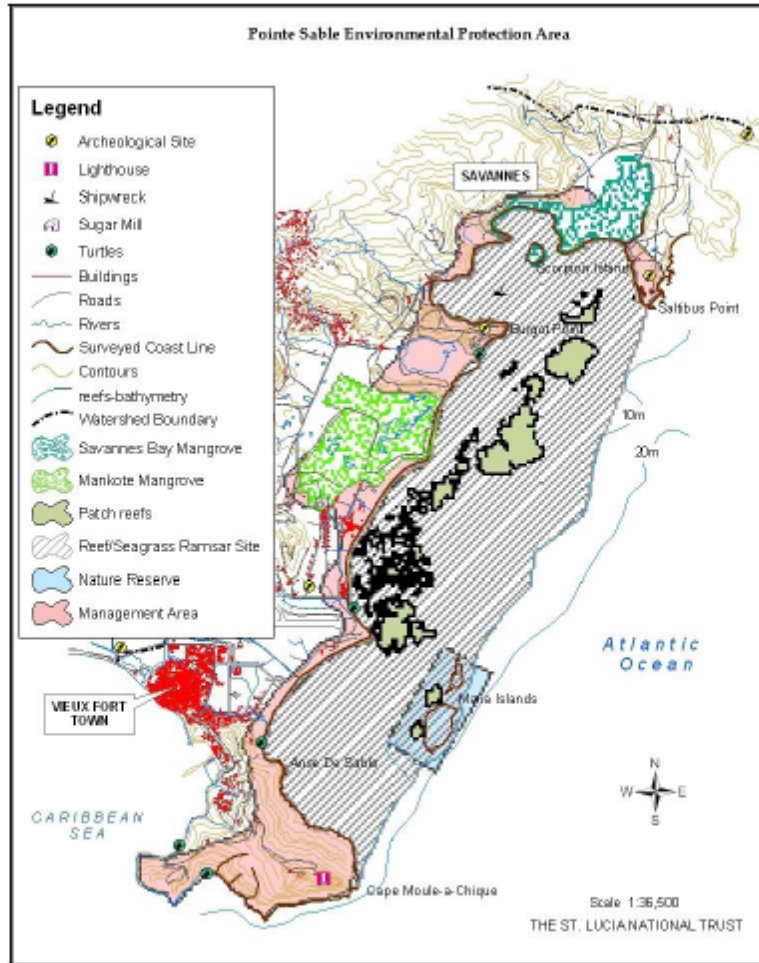 Pointe Sable Environmental Protection Area
Legend
Archeological Site
Lighthouse
Shipwreck
Sugar Mill
Turtles
Buildings
Roads
Rivers
Surveyed Coast Line
Contours
reefs-bathymetry
Watershed Boundary
Savannes Bay Mangrove
Mankote Mangrove
Patch reefs
Reef/Seagrass Ramsar Site
Nature Reserve
Management Area
SAVANNES
Scorpion Island
Saltibus Point
Burgot Point
10m
20m
Atlantic
Ocean
Maria Islands
VIEUX FORT
TOWN
Anse De Sable
CARIBBEAN
SEA
N
W E
S
Cape Moule-a-Chique
Scale 1:36,500
THE ST. LUCIA NATIONAL TRUST